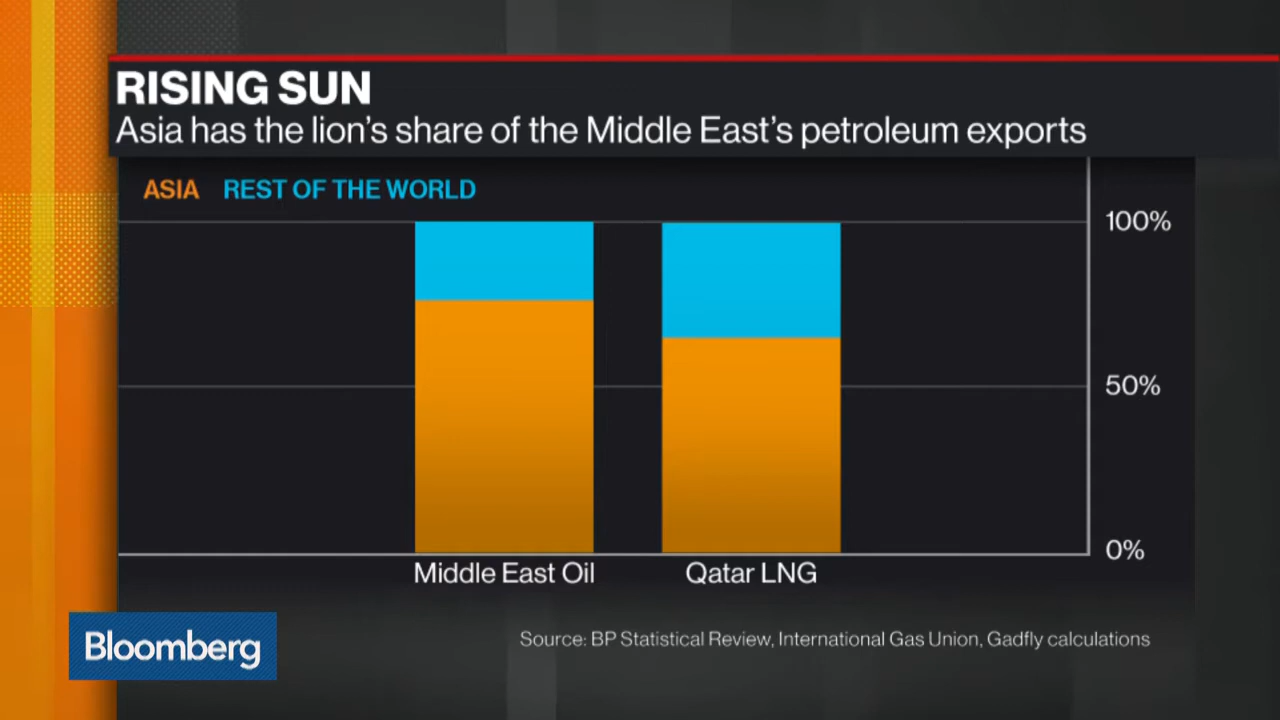 RISING SUN
Asia has the lion's share of the Middle East's petroleum exports
ASIA REST OF THE WORLD
100%
50%
0%
Middle East Oil Qatar LNG
Bloomberg
Source: BP Statistical Review, International Gas Union, Gadfly calculations